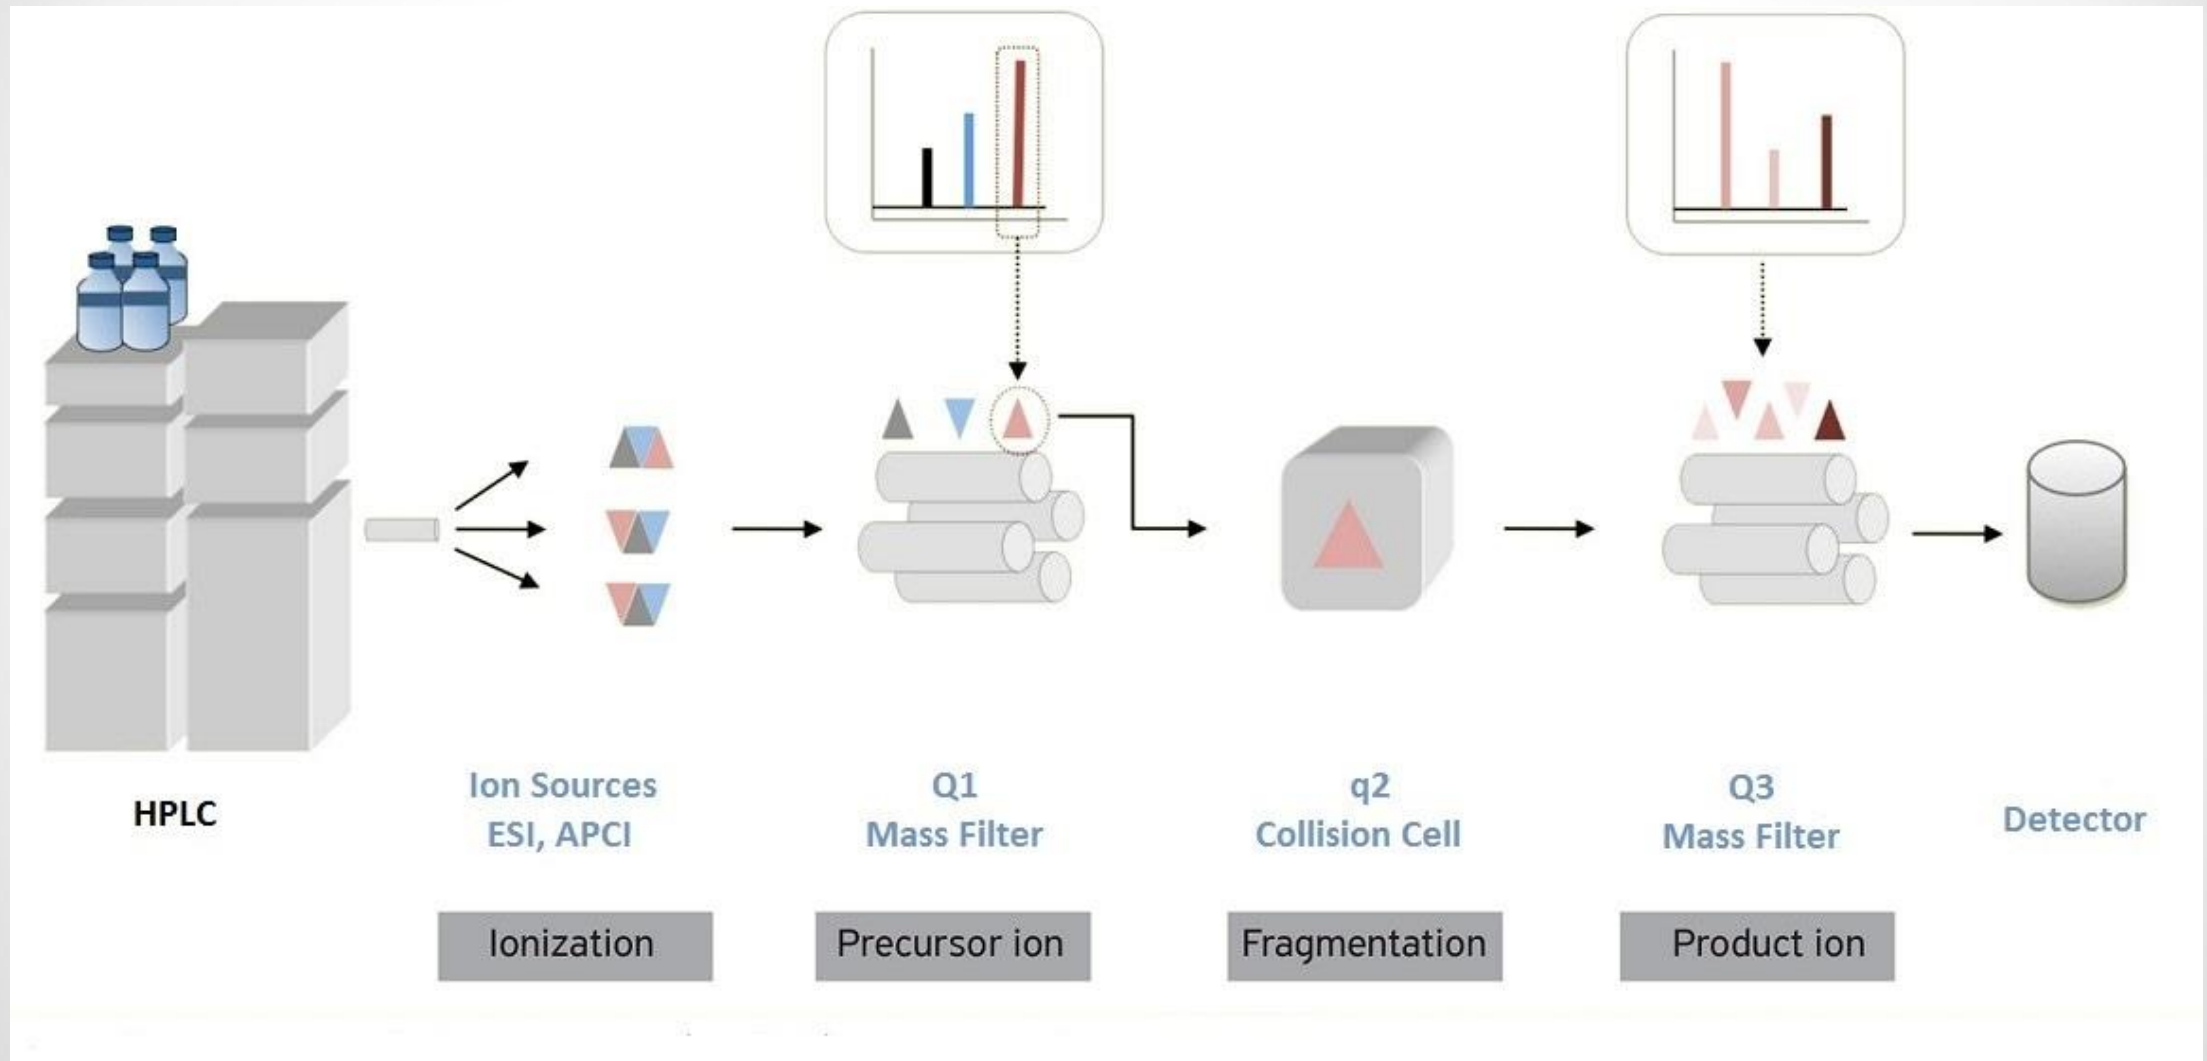 HPLC
Ion Sources
ESI, APCI
Q1
Mass Filter
q2
Collision Cell
Q3
Mass Filter
Detector
Ionization
Precursor ion
Fragmentation
Product ion